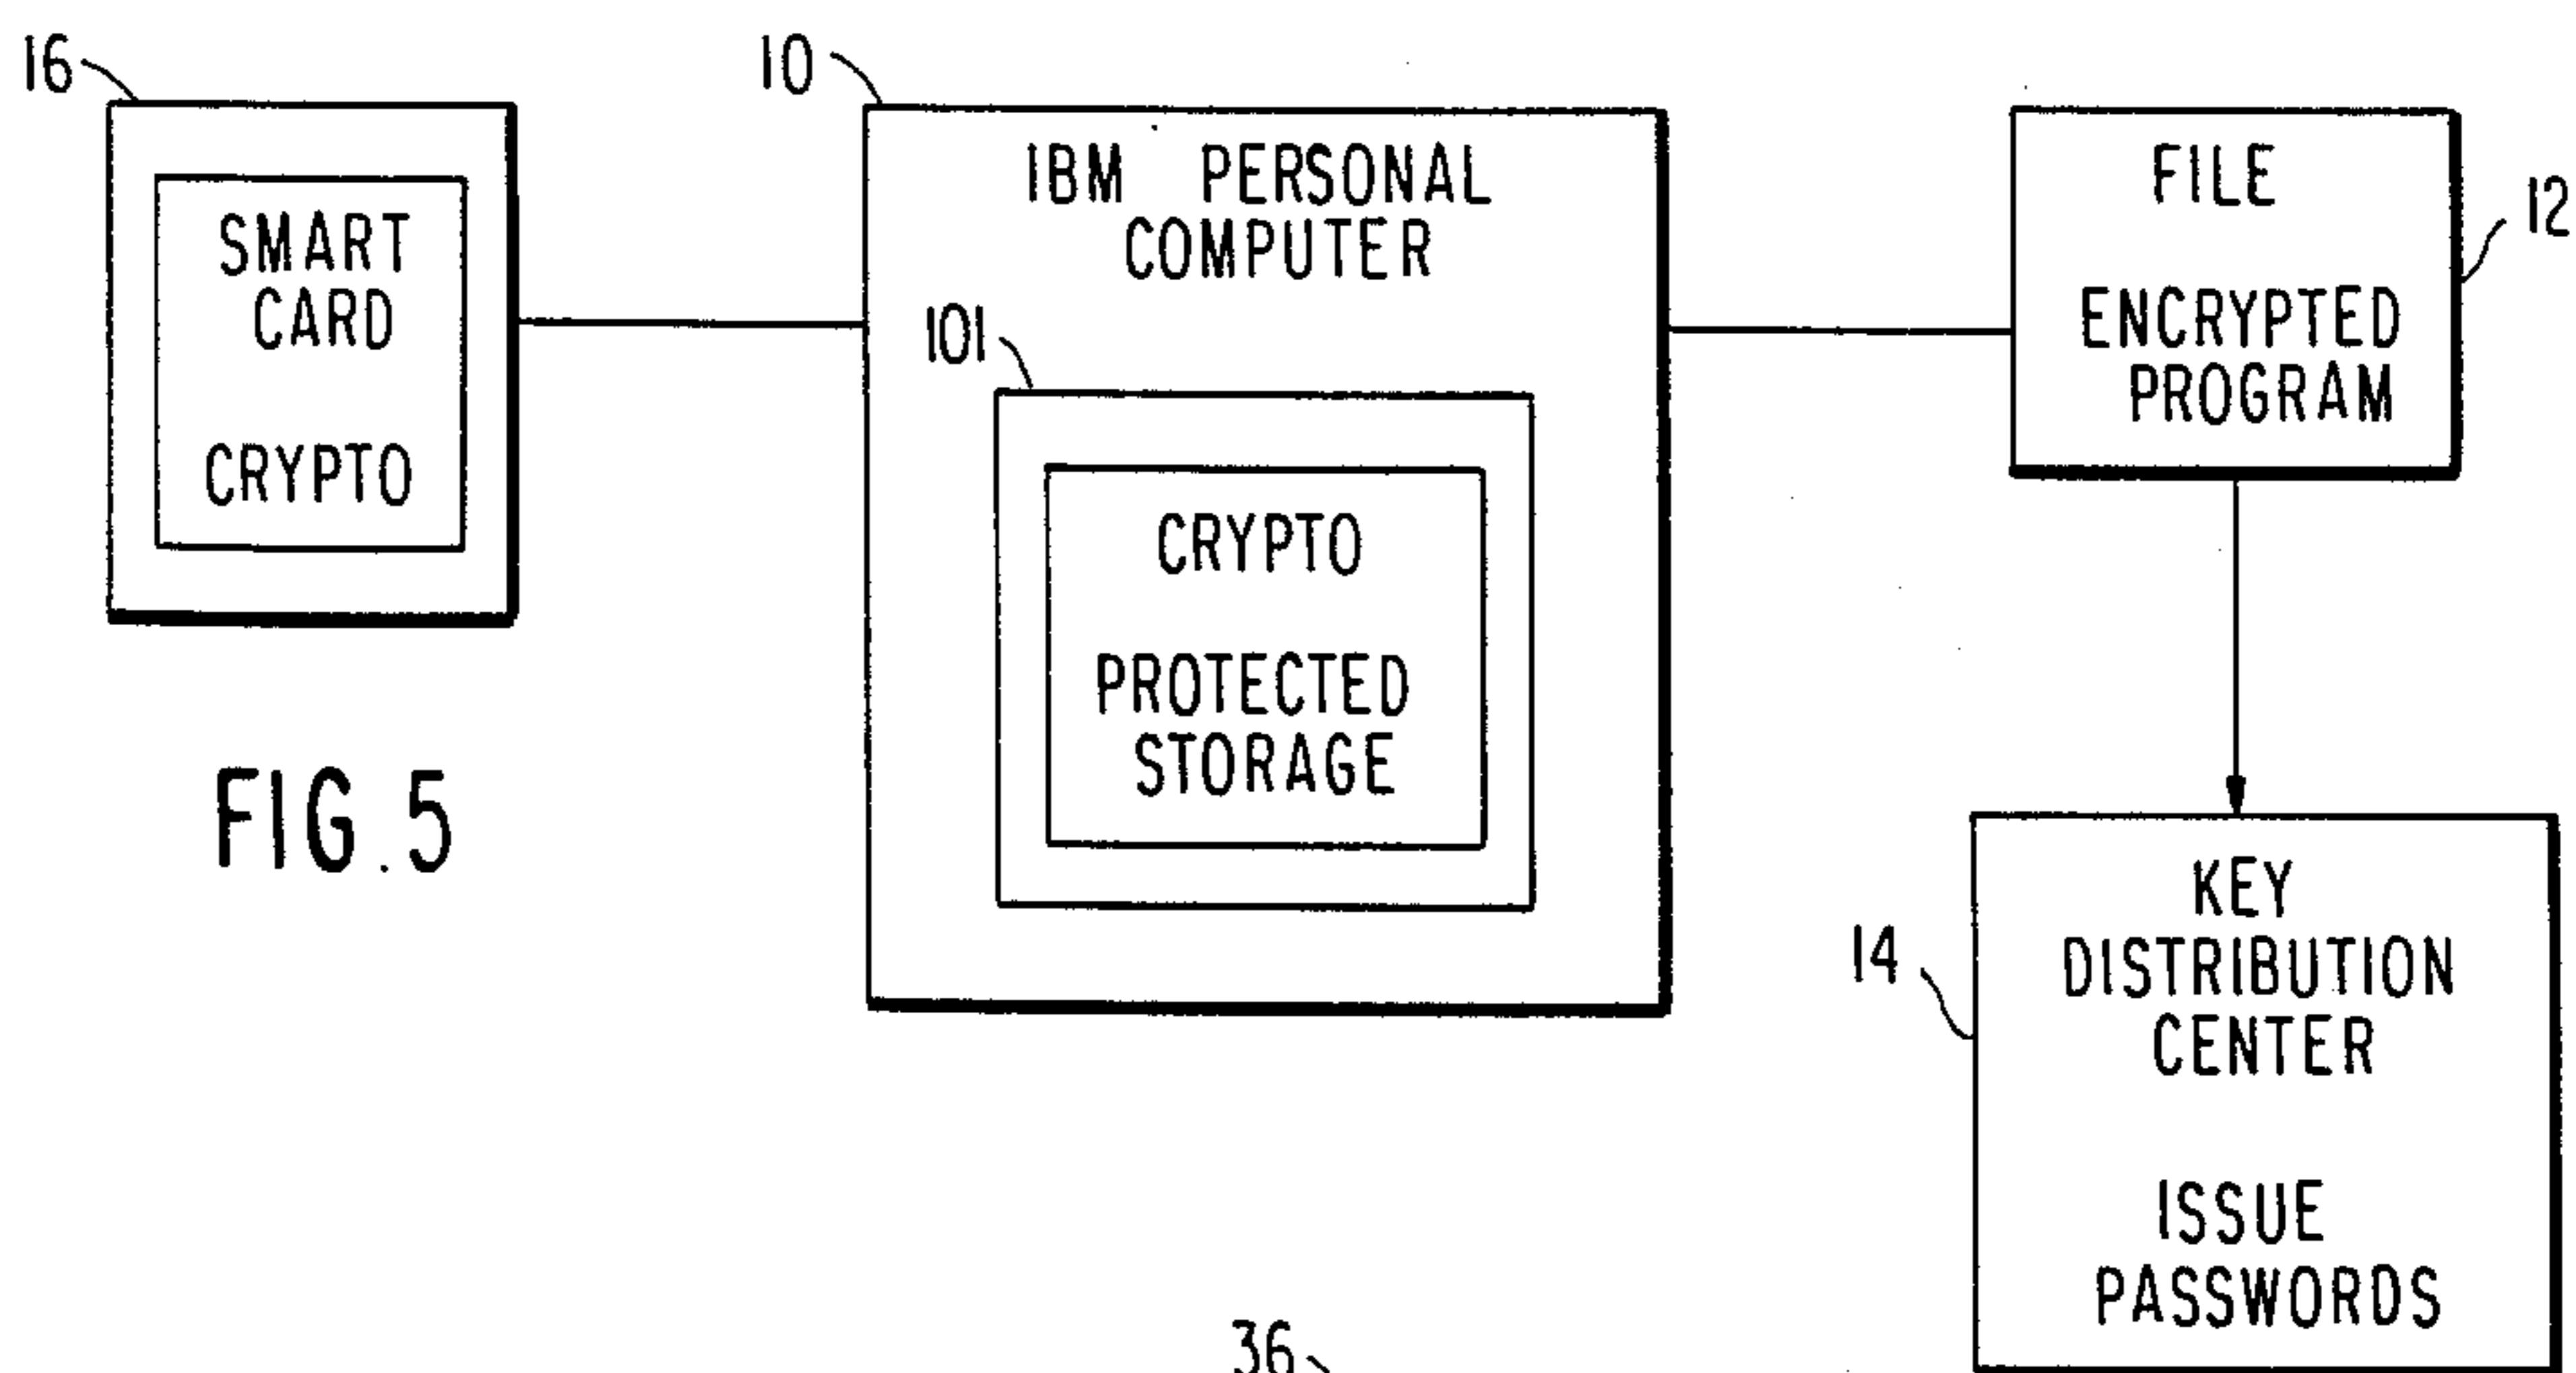 16
SMART
CARD
CRYPTO
FIG.5
10
IBM PERSONAL
COMPUTER
101
CRYPTO
PROTECTED
STORAGE
FILE
ENCRYPTED
PROGRAM
12
14
KEY
DISTRIBUTION
CENTER
ISSUE
PASSWORDS
36